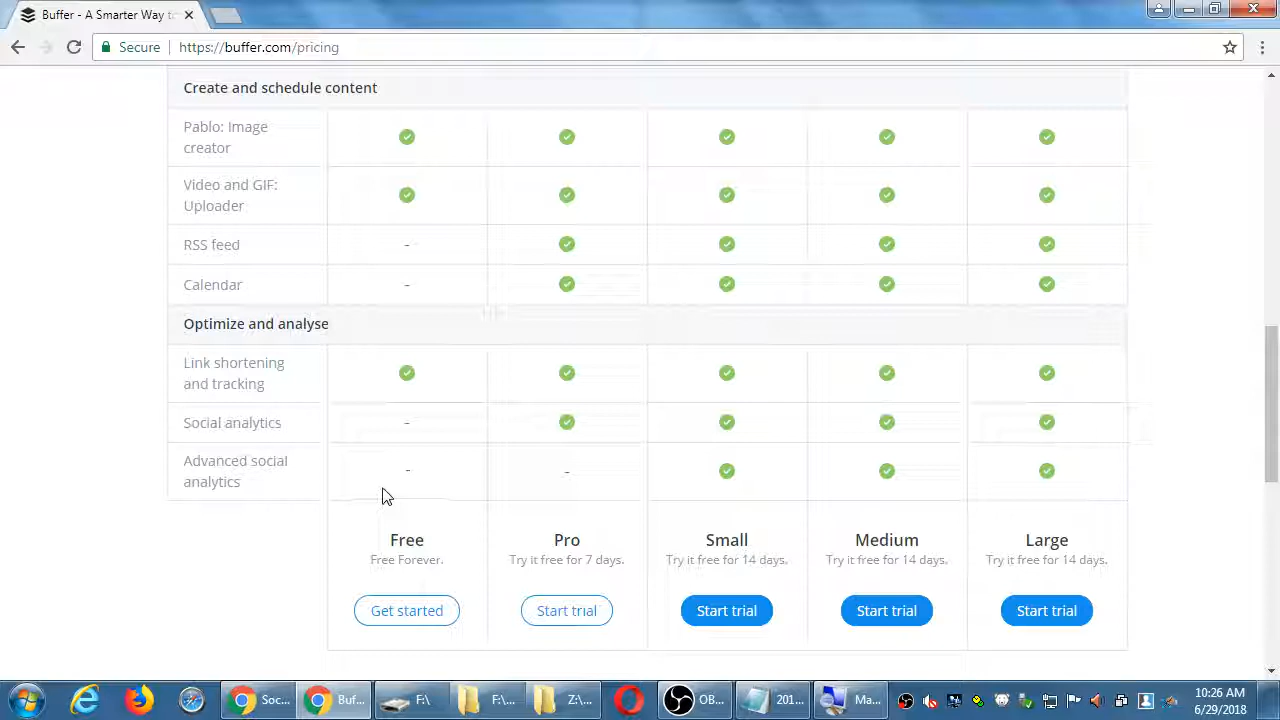 Buffer - A Smarter Way to
Secure
https://buffer.com/pricing
Create and schedule content
Pablo: Image
creator
Video and GIF:
Uploader
RSS feed
-
Calendar
-
Optimize and analyse
Link shortening
and tracking
Social analytics
-
Advanced social
analytics
-
-
Free
Pro
Small
Medium
Large
Free Forever.
Try it free for 7 days.
Try it free for 14 days.
Try it free for 14 days.
Try it free for 14 days.
Get started
Start trial
Start trial
Start trial
Start trial
Soc...
Buf...
F:\
F:\...
Z:\...
OB...
201...
Ma...
10:26 AM
6/29/2018